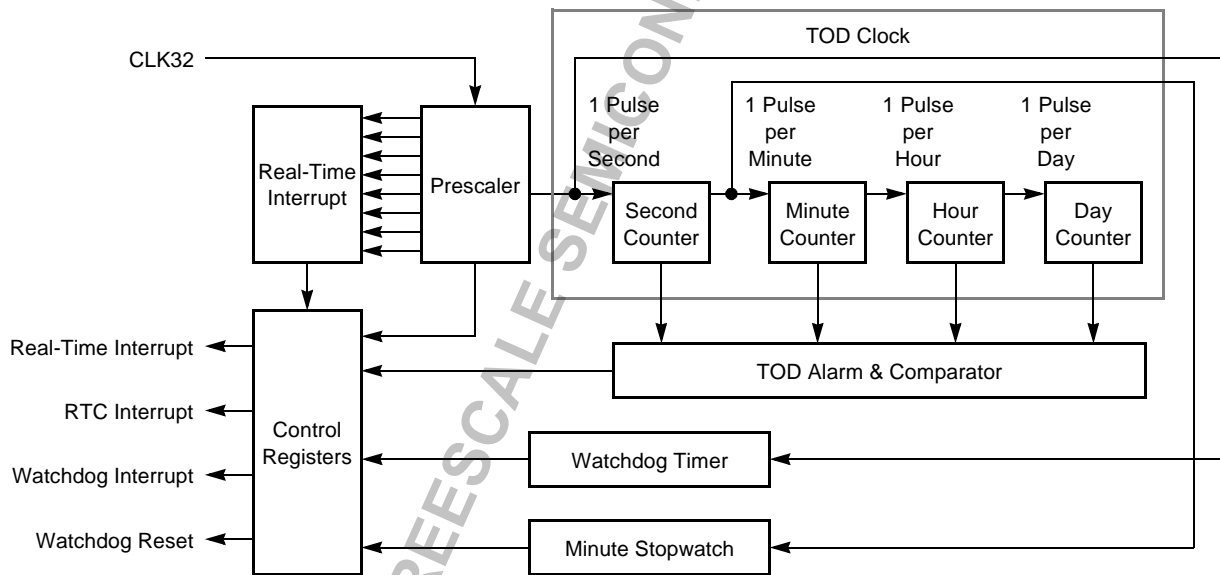 TOD Clock
CLK32
1 Pulse
per
Second
1 Pulse
per
Minute
1 Pulse
per
Hour
1 Pulse
per
Day
Real-Time
Interrupt
Prescaler
Second
Counter
Minute
Counter
Hour
Counter
Day
Counter
Real-Time Interrupt
RTC Interrupt
Watchdog Interrupt
Watchdog Reset
Control
Registers
TOD Alarm & Comparator
Watchdog Timer
Minute Stopwatch
REESCALE SEMICON